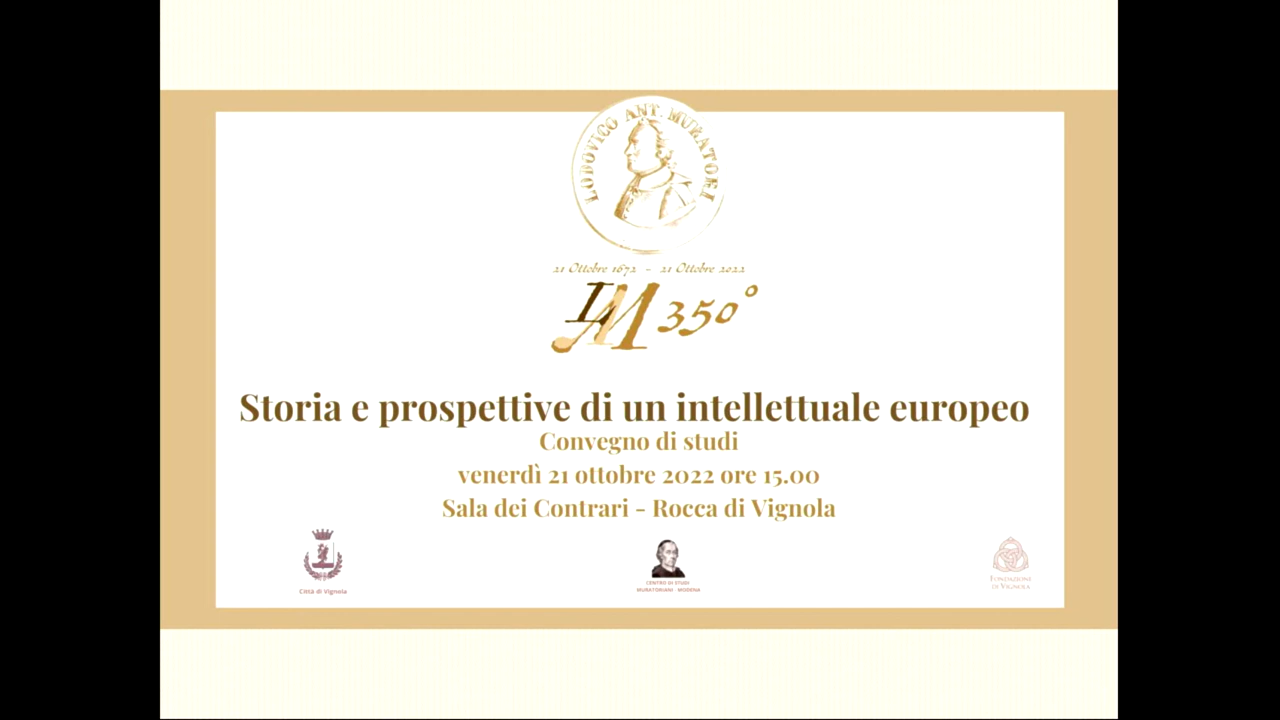 LODOVICO ANT. MURATORI
21 Ottobre 1672 - 21 Ottobre 2022
LAM 350°
Storia e prospettive di un intellettuale europeo
Convegno di studi
venerdì 21 ottobre 2022 ore 15.00
Sala dei Contrari - Rocca di Vignola
Città di Vignola
CENTRO DI STUDI
MURATORIANI - MODENA
FONDAZIONE
DI VIGNOLA